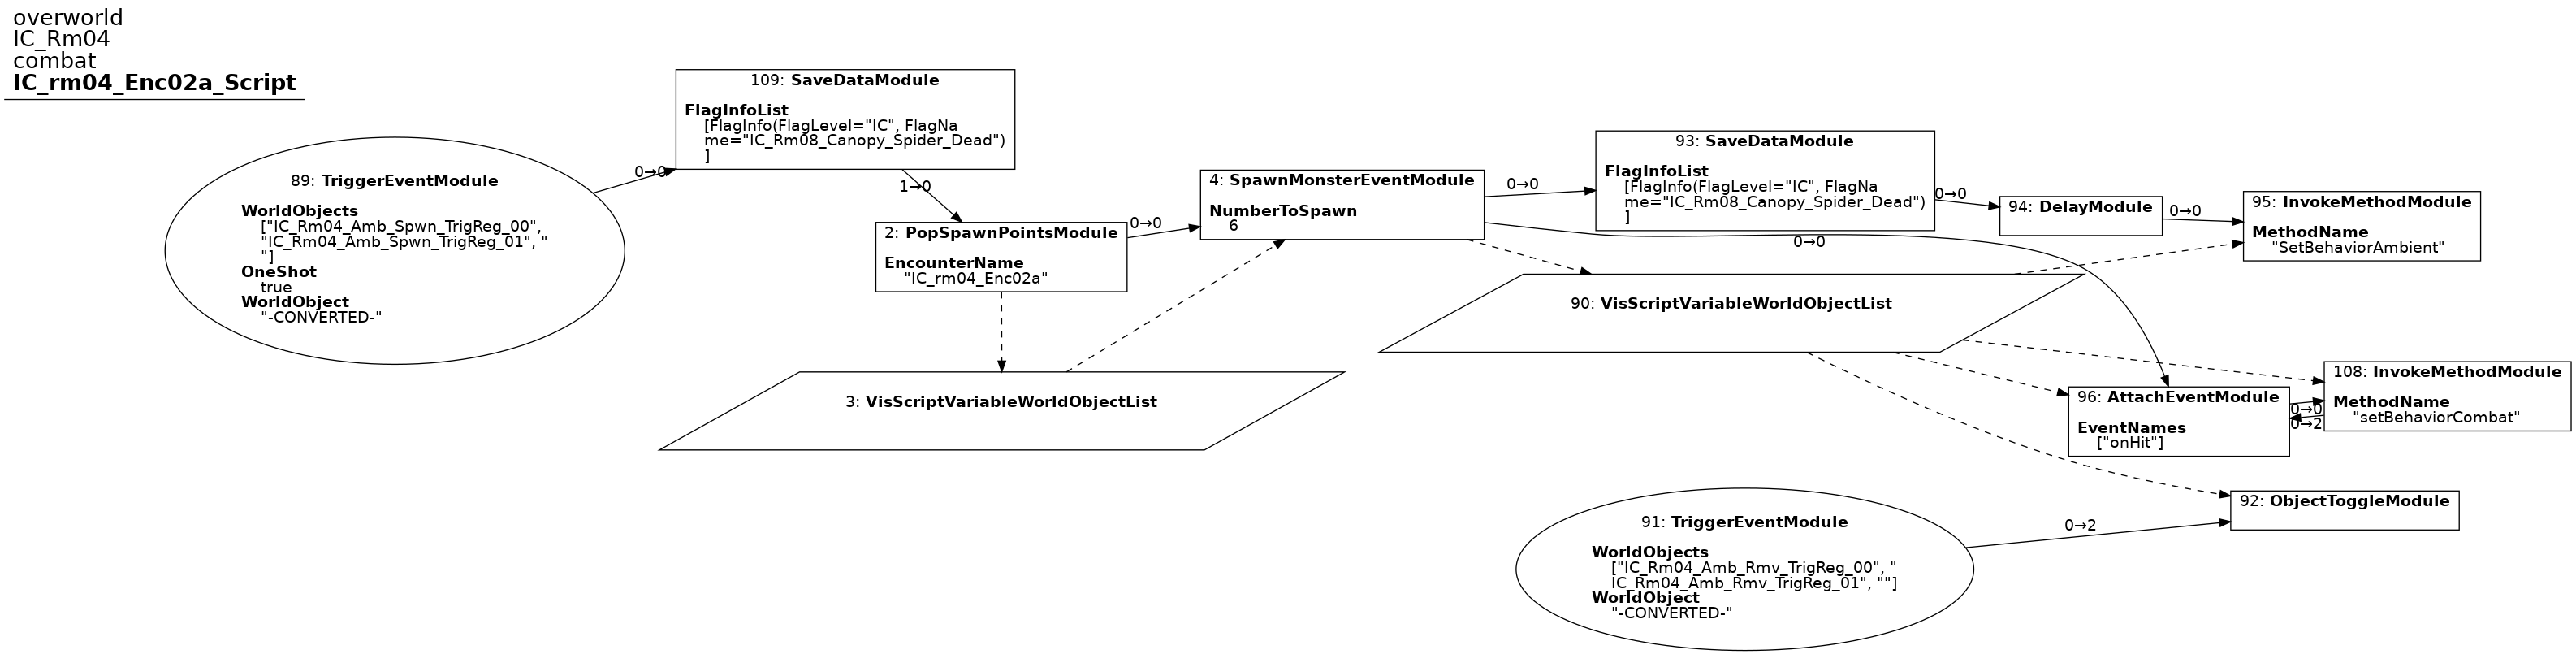 overworld
IC_Rm04
combat
IC_rm04_Enc02a_Script
89: TriggerEventModule
WorldObjects
["IC_Rm04_Amb_Spwn_TrigReg_00",
"IC_Rm04_Amb_Spwn_TrigReg_01", "
"]
OneShot
true
WorldObject
"-CONVERTED-"
0→0
109: SaveDataModule
FlagInfoList
[FlagInfo(FlagLevel="IC", FlagNa
me="IC_Rm08_Canopy_Spider_Dead")
]
1→0
2: PopSpawnPointsModule
EncounterName
"IC_rm04_Enc02a"
0→0
3: VisScriptVariableWorldObjectList
4: SpawnMonsterEventModule
NumberToSpawn
6
0→0
0→0
93: SaveDataModule
FlagInfoList
[FlagInfo(FlagLevel="IC", FlagNa
me="IC_Rm08_Canopy_Spider_Dead")
]
0→0
94: DelayModule
0→0
95: InvokeMethodModule
MethodName
"SetBehaviorAmbient"
90: VisScriptVariableWorldObjectList
96: AttachEventModule
EventNames
["onHit"]
0→0
0→2
108: InvokeMethodModule
MethodName
"setBehaviorCombat"
91: TriggerEventModule
WorldObjects
["IC_Rm04_Amb_Rmv_TrigReg_00", "
IC_Rm04_Amb_Rmv_TrigReg_01", ""]
WorldObject
"-CONVERTED-"
0→2
92: ObjectToggleModule